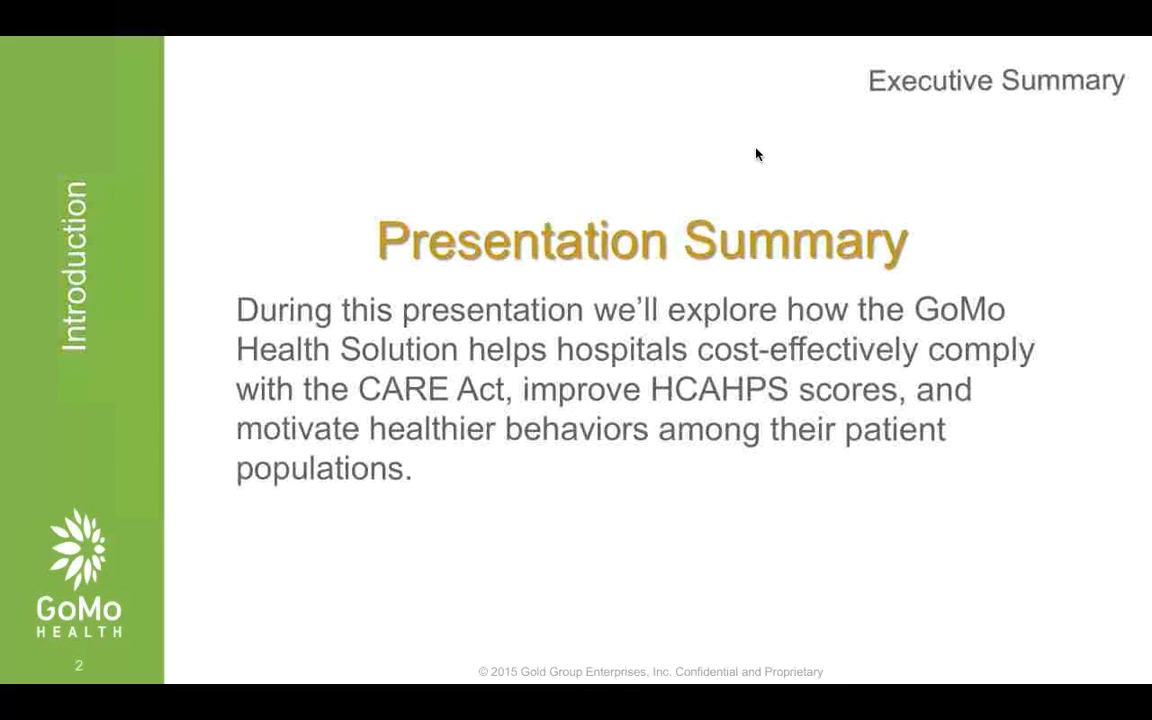 Executive Summary
Introduction
Presentation Summary
During this presentation we’ll explore how the GoMo
Health Solution helps hospitals cost-effectively comply
with the CARE Act, improve HCAHPS scores, and
motivate healthier behaviors among their patient
populations.
GoMo
HEALTH
2
© 2015 Gold Group Enterprises, Inc. Confidential and Proprietary